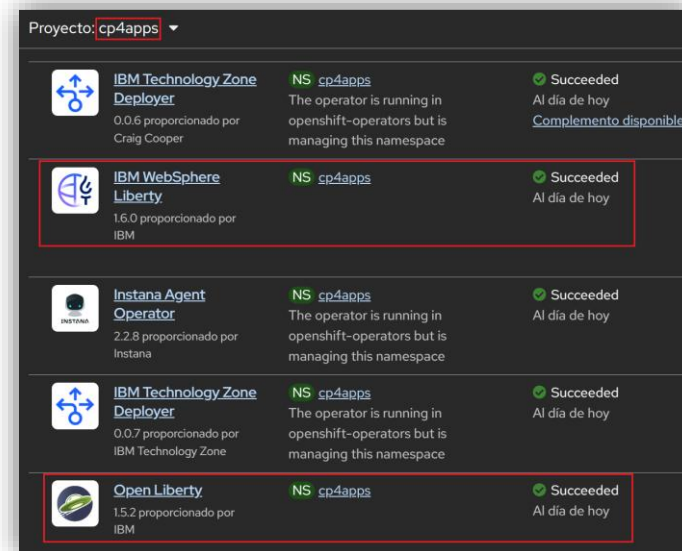 Proyecto: cp4apps
IBM Technology Zone
Deployer
0.0.6 proporcionado por
Craig Cooper
NS cp4apps
The operator is running in
openshift-operators but is
managing this namespace
Succeeded
Al día de hoy
Complemento disponible
IBM WebSphere
Liberty
1.6.0 proporcionado por
IBM
NS cp4apps
Succeeded
Al día de hoy
INSTANA
Instana Agent
Operator
2.2.8 proporcionado por
Instana
NS cp4apps
The operator is running in
openshift-operators but is
managing this namespace
Succeeded
Al día de hoy
IBM Technology Zone
Deployer
0.0.7 proporcionado por
IBM Technology Zone
NS cp4apps
The operator is running in
openshift-operators but is
managing this namespace
Succeeded
Al día de hoy
Open Liberty
1.5.2 proporcionado por
IBM
NS cp4apps
Succeeded
Al día de hoy